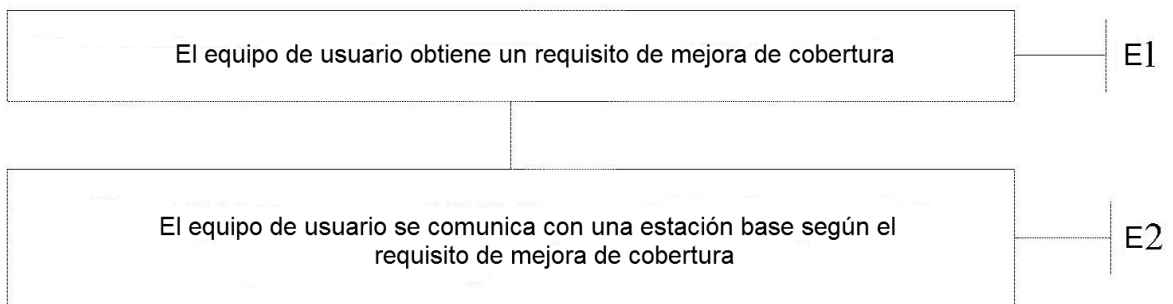 El equipo de usuario obtiene un requisito de mejora de cobertura
E1
El equipo de usuario se comunica con una estación base según el
requisito de mejora de cobertura
E2